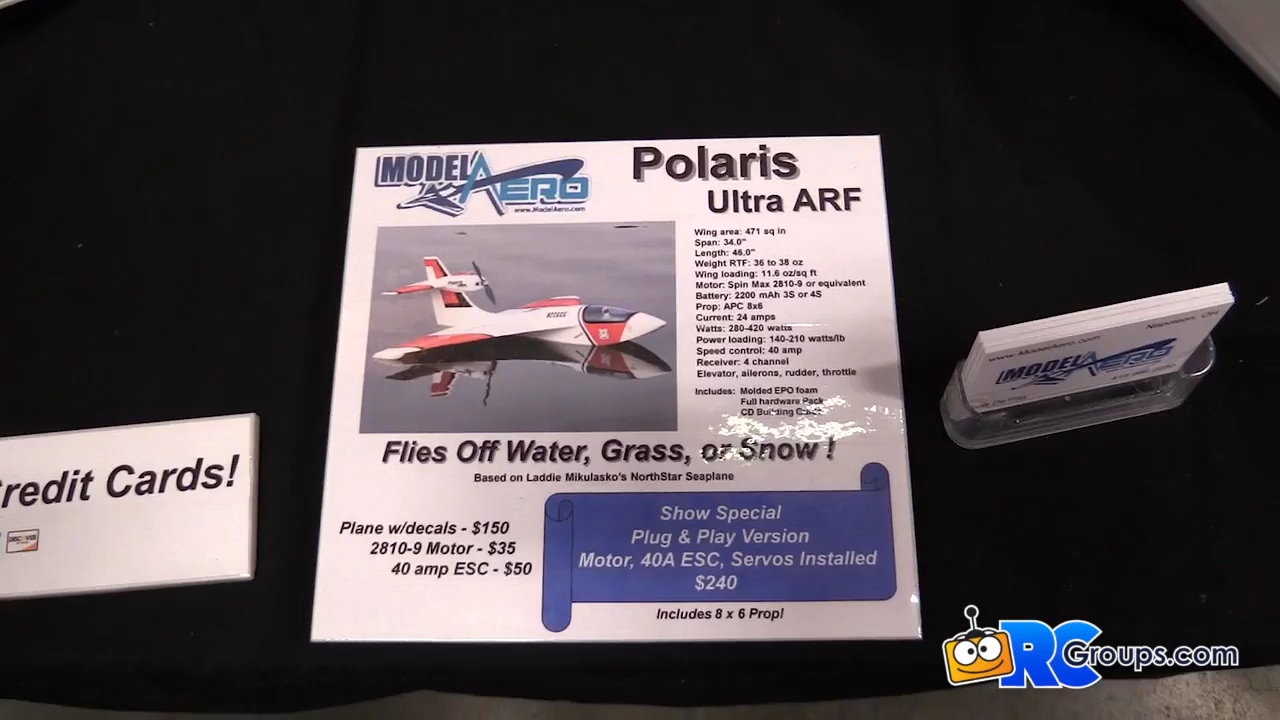 MODEL AERO
www.ModelAero.com
Polaris
Ultra ARF
Wing area: 471 sq in
Span: 34.0"
Length: 46.0"
Weight RTF: 36 to 38 oz
Wing loading: 11.6 oz/sq ft
Motor: Spin Max 2810-9 or equivalent
Battery: 2200 mAh 3S or 4S
Prop: APC 8x6
Current: 24 amps
Watts: 280-420 watts
Power loading: 140-210 watts/lb
Speed control: 40 amp
Receiver: 4 channel
Elevator, ailerons, rudder, throttle
Includes: Molded EPO foam
Full hardware Pack
CD Building Guide
Flies Off Water, Grass, or Snow !
Based on Laddie Mikulasko's NorthStar Seaplane
Plane w/decals - $150
2810-9 Motor - $35
40 amp ESC - $50
Show Special
Plug & Play Version
Motor, 40A ESC, Servos Installed
$240
Includes 8 x 6 Prop!
redit Cards!
DISCOVER
www.ModelAero.com
Napoleon, OH
MODEL AERO
RCGroups.com